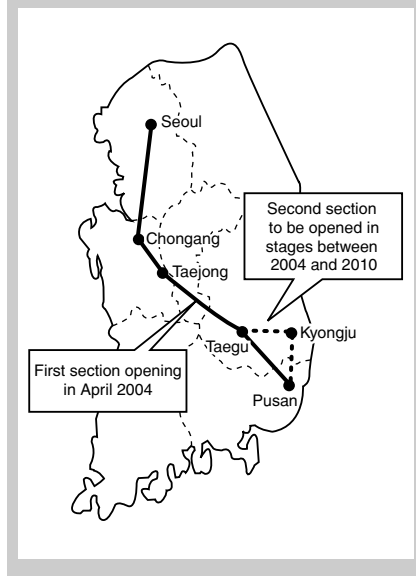 Seoul
Second section
to be opened in
stages between
2004 and 2010
Chongang
Taejong
Kyongju
Taegu
First section opening
in April 2004
Pusan